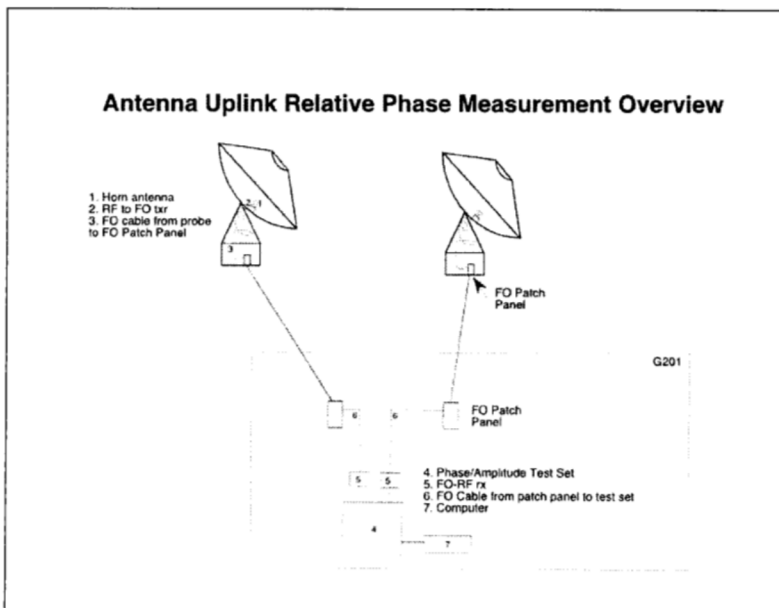 Antenna Uplink Relative Phase Measurement Overview
1. Horn antenna
2. RF to FO txr
3. FO cable from probe
to FO Patch Panel
2
1
3
FO Patch
Panel
G201
6
6
FO Patch
Panel
5
5
4. Phase/Amplitude Test Set
5. FO-RF rx
6. FO Cable from patch panel to test set
7. Computer
4
7